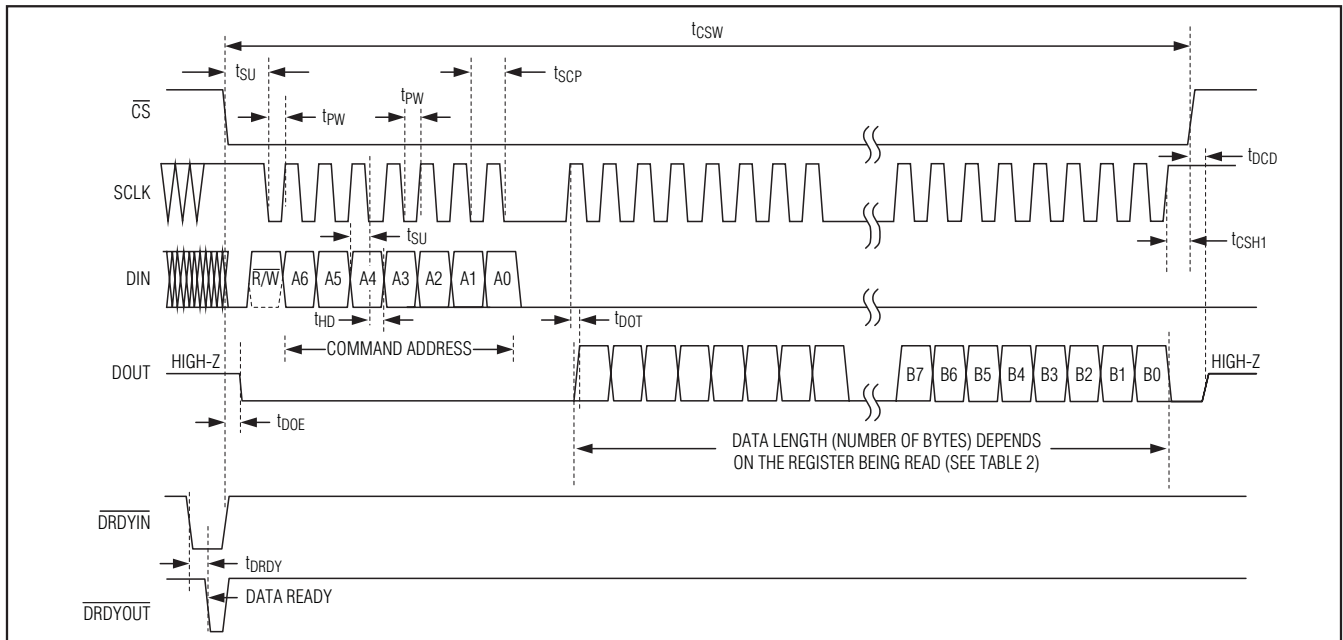 tCSW
tSU
tSCP
CS
tPW
tPW
tDCD
SCLK
tSU
tCSH1
DIN
R/W
A6
A5
A4
A3
A2
A1
A0
tHD
tDOT
COMMAND ADDRESS
HIGH-Z
HIGH-Z
DOUT
B7
B6
B5
B4
B3
B2
B1
B0
tDOE
DATA LENGTH (NUMBER OF BYTES) DEPENDS
ON THE REGISTER BEING READ (SEE TABLE 2)
DRDYIN
tDRDY
DATA READY
DRDYOUT